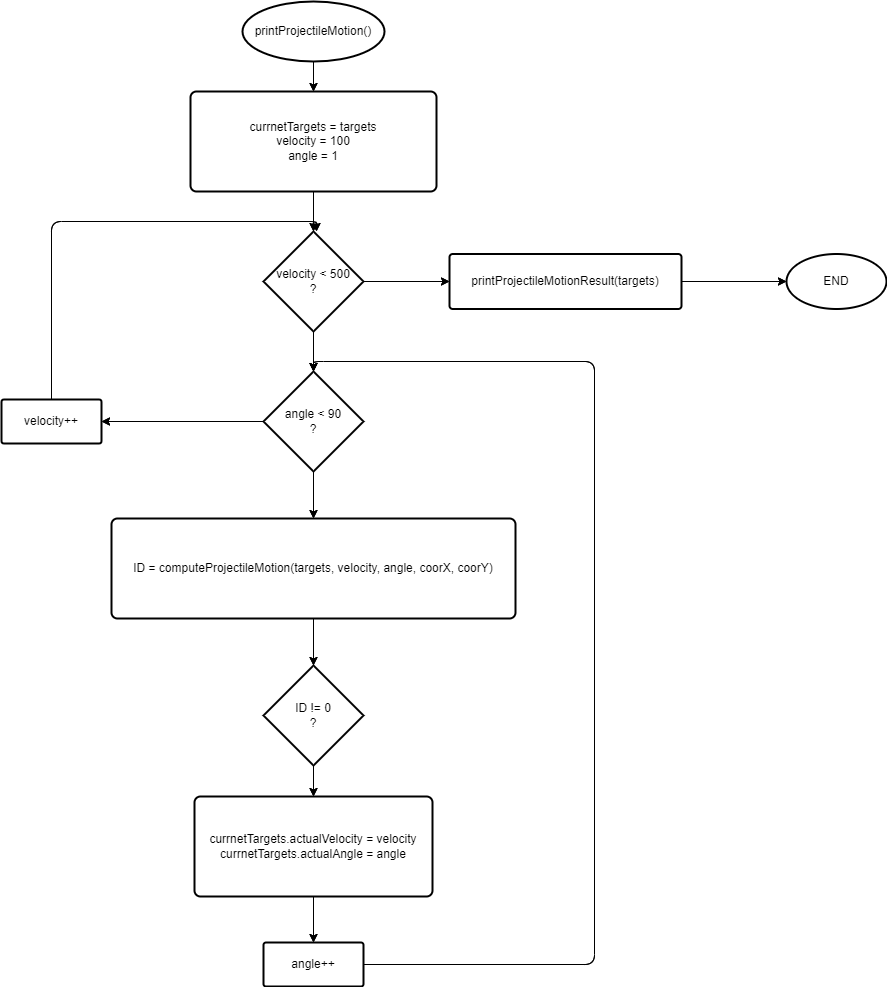 printProjectileMotion()
currnetTargets = targets
velocity = 100
angle = 1
velocity < 500
?
printProjectileMotionResult(targets)
END
angle < 90
?
velocity++
ID = computeProjectileMotion(targets, velocity, angle, coorX, coorY)
ID != 0
?
currnetTargets.actualVelocity = velocity
currnetTargets.actualAngle = angle
angle++